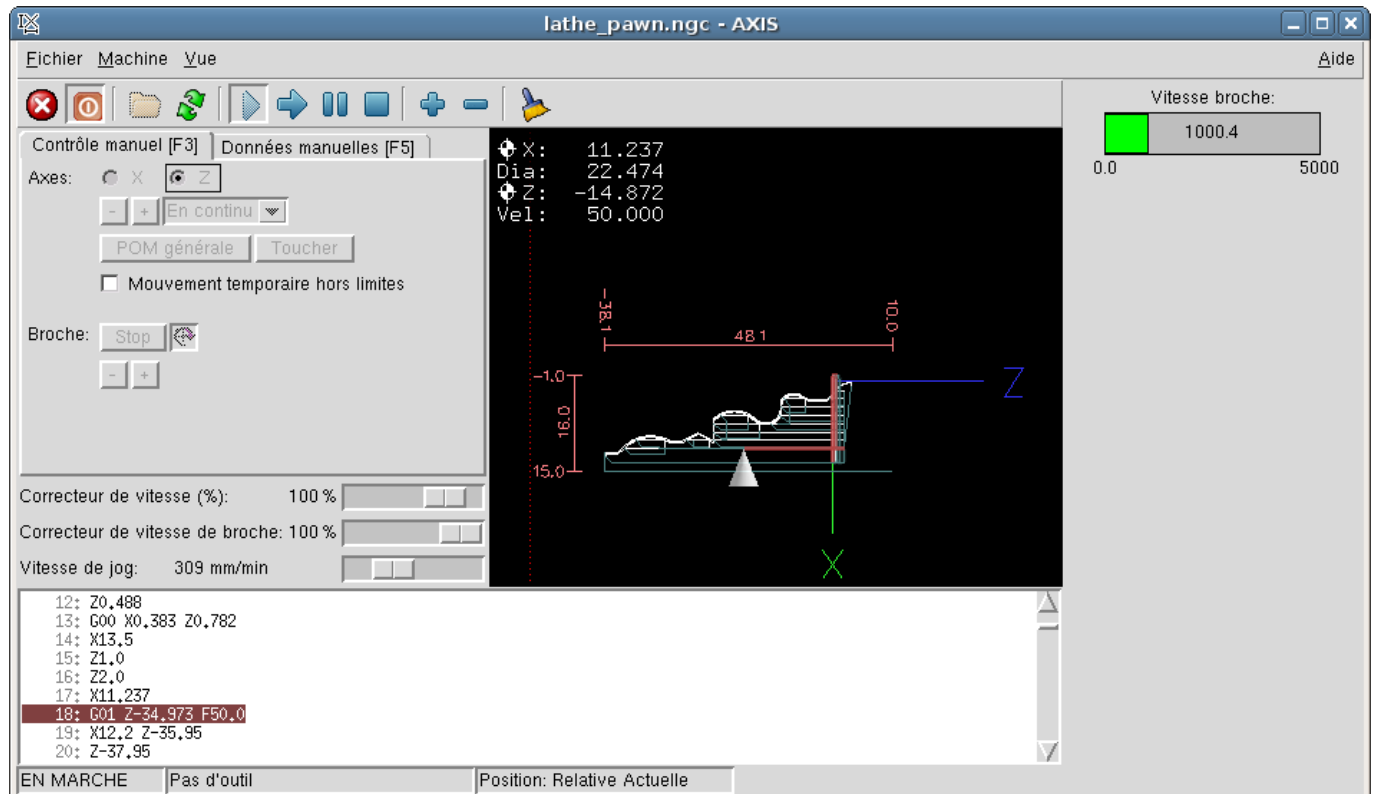 lathe_pawn.ngc - AXIS
Fichier Machine Vue Aide
Contrôle manuel [F3] Données manuelles [F5]
Axes: X Z
- + En continu
POM générale Toucher
Mouvement temporaire hors limites
Broche: Stop
- +
Correcteur de vitesse (%): 100 %
Correcteur de vitesse de broche: 100 %
Vitesse de jog: 309 mm/min
X: 11.237
Dia: 22.474
Z: -14.872
Vel: 50.000
-38.1
10.0
48.1
-1.0
16.0
15.0
Z
X
Vitesse broche:
1000.4
0.0 5000
12: Z0.488
13: G00 X0.383 Z0.782
14: X13.5
15: Z1.0
16: Z2.0
17: X11.237
18: G01 Z-34.973 F50.0
19: X12.2 Z-35.95
20: Z-37.95
EN MARCHE Pas d'outil Position: Relative Actuelle